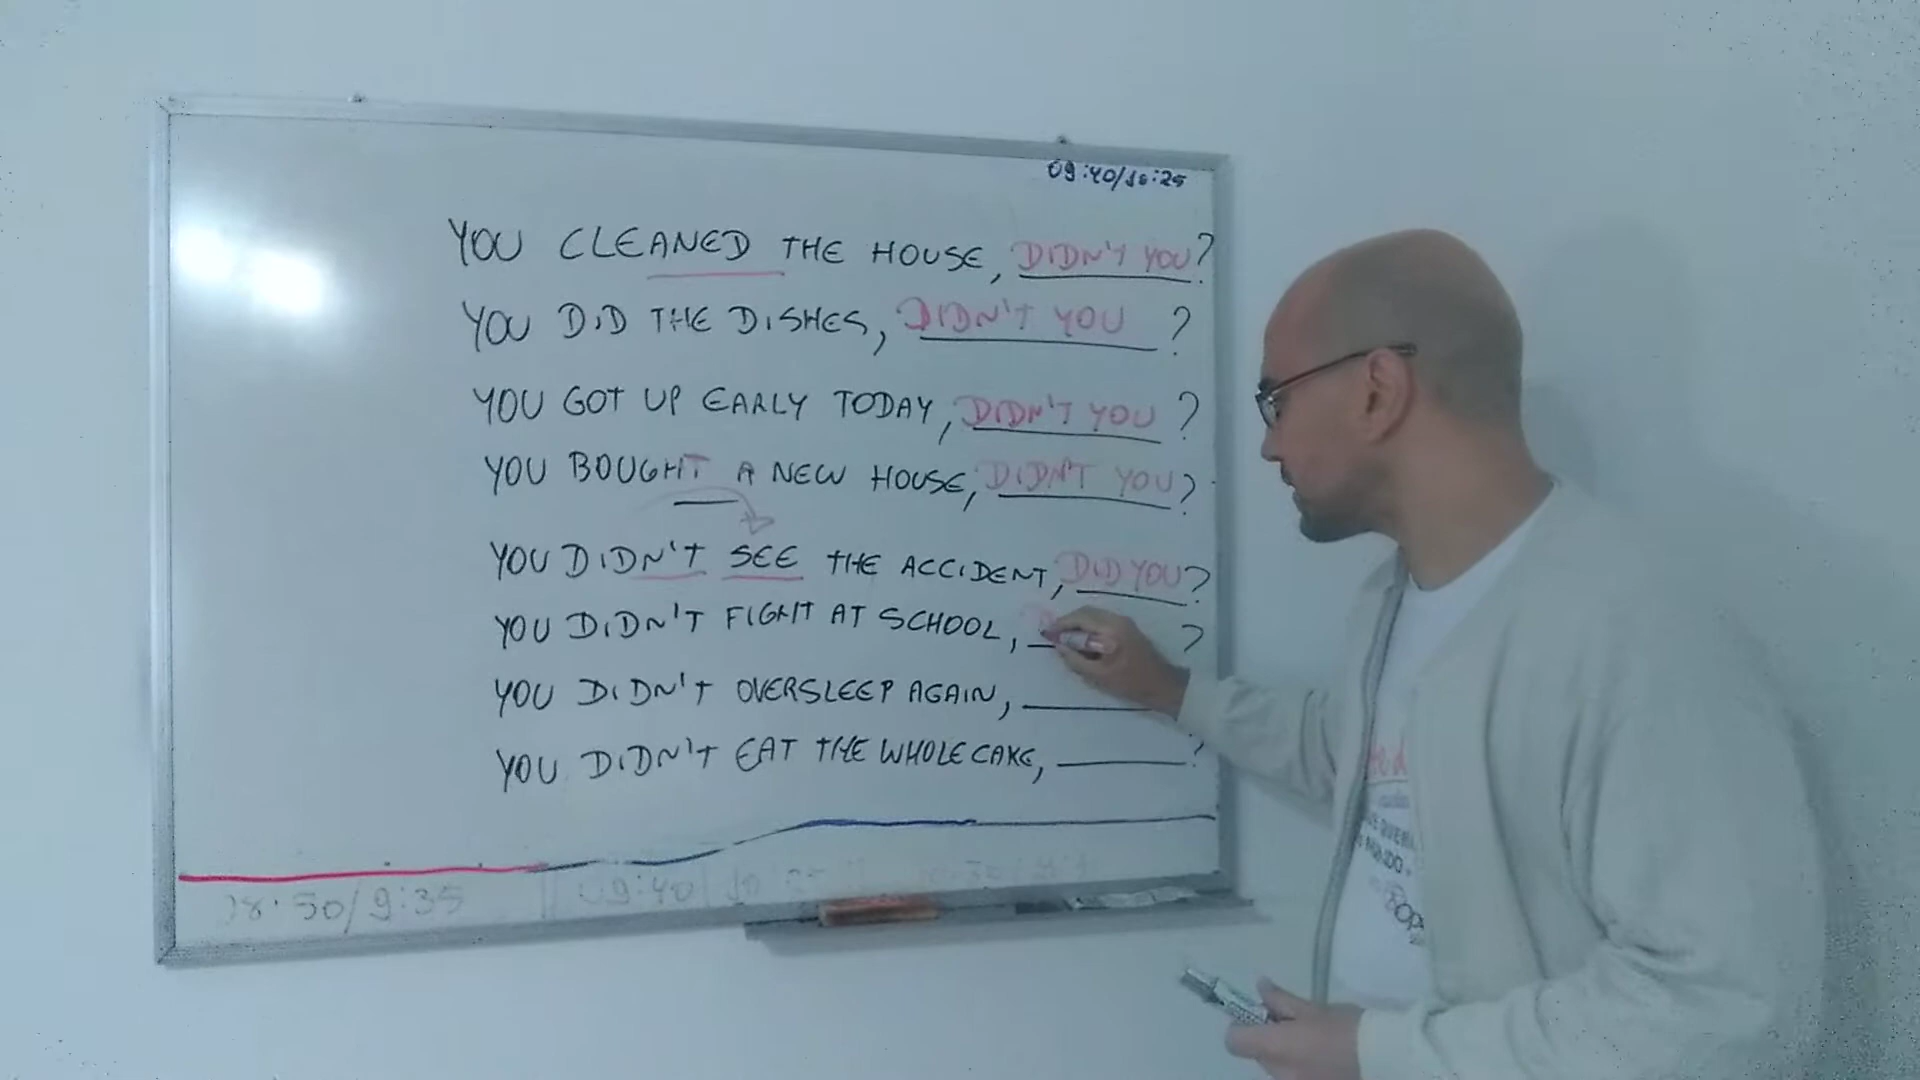 09:40/10:25
YOU CLEANED THE HOUSE, DIDN'T YOU?
YOU DID THE DISHES, DIDN'T YOU ?
YOU GOT UP EARLY TODAY, DIDN'T YOU ?
YOU BOUGHT A NEW HOUSE, DIDN'T YOU?
YOU DIDN'T SEE THE ACCIDENT, DID YOU?
YOU DIDN'T FIGHT AT SCHOOL, ?
YOU DIDN'T OVERSLEEP AGAIN,
YOU DIDN'T EAT THE WHOLE CAKE, ?
08:50/9:35 09:40